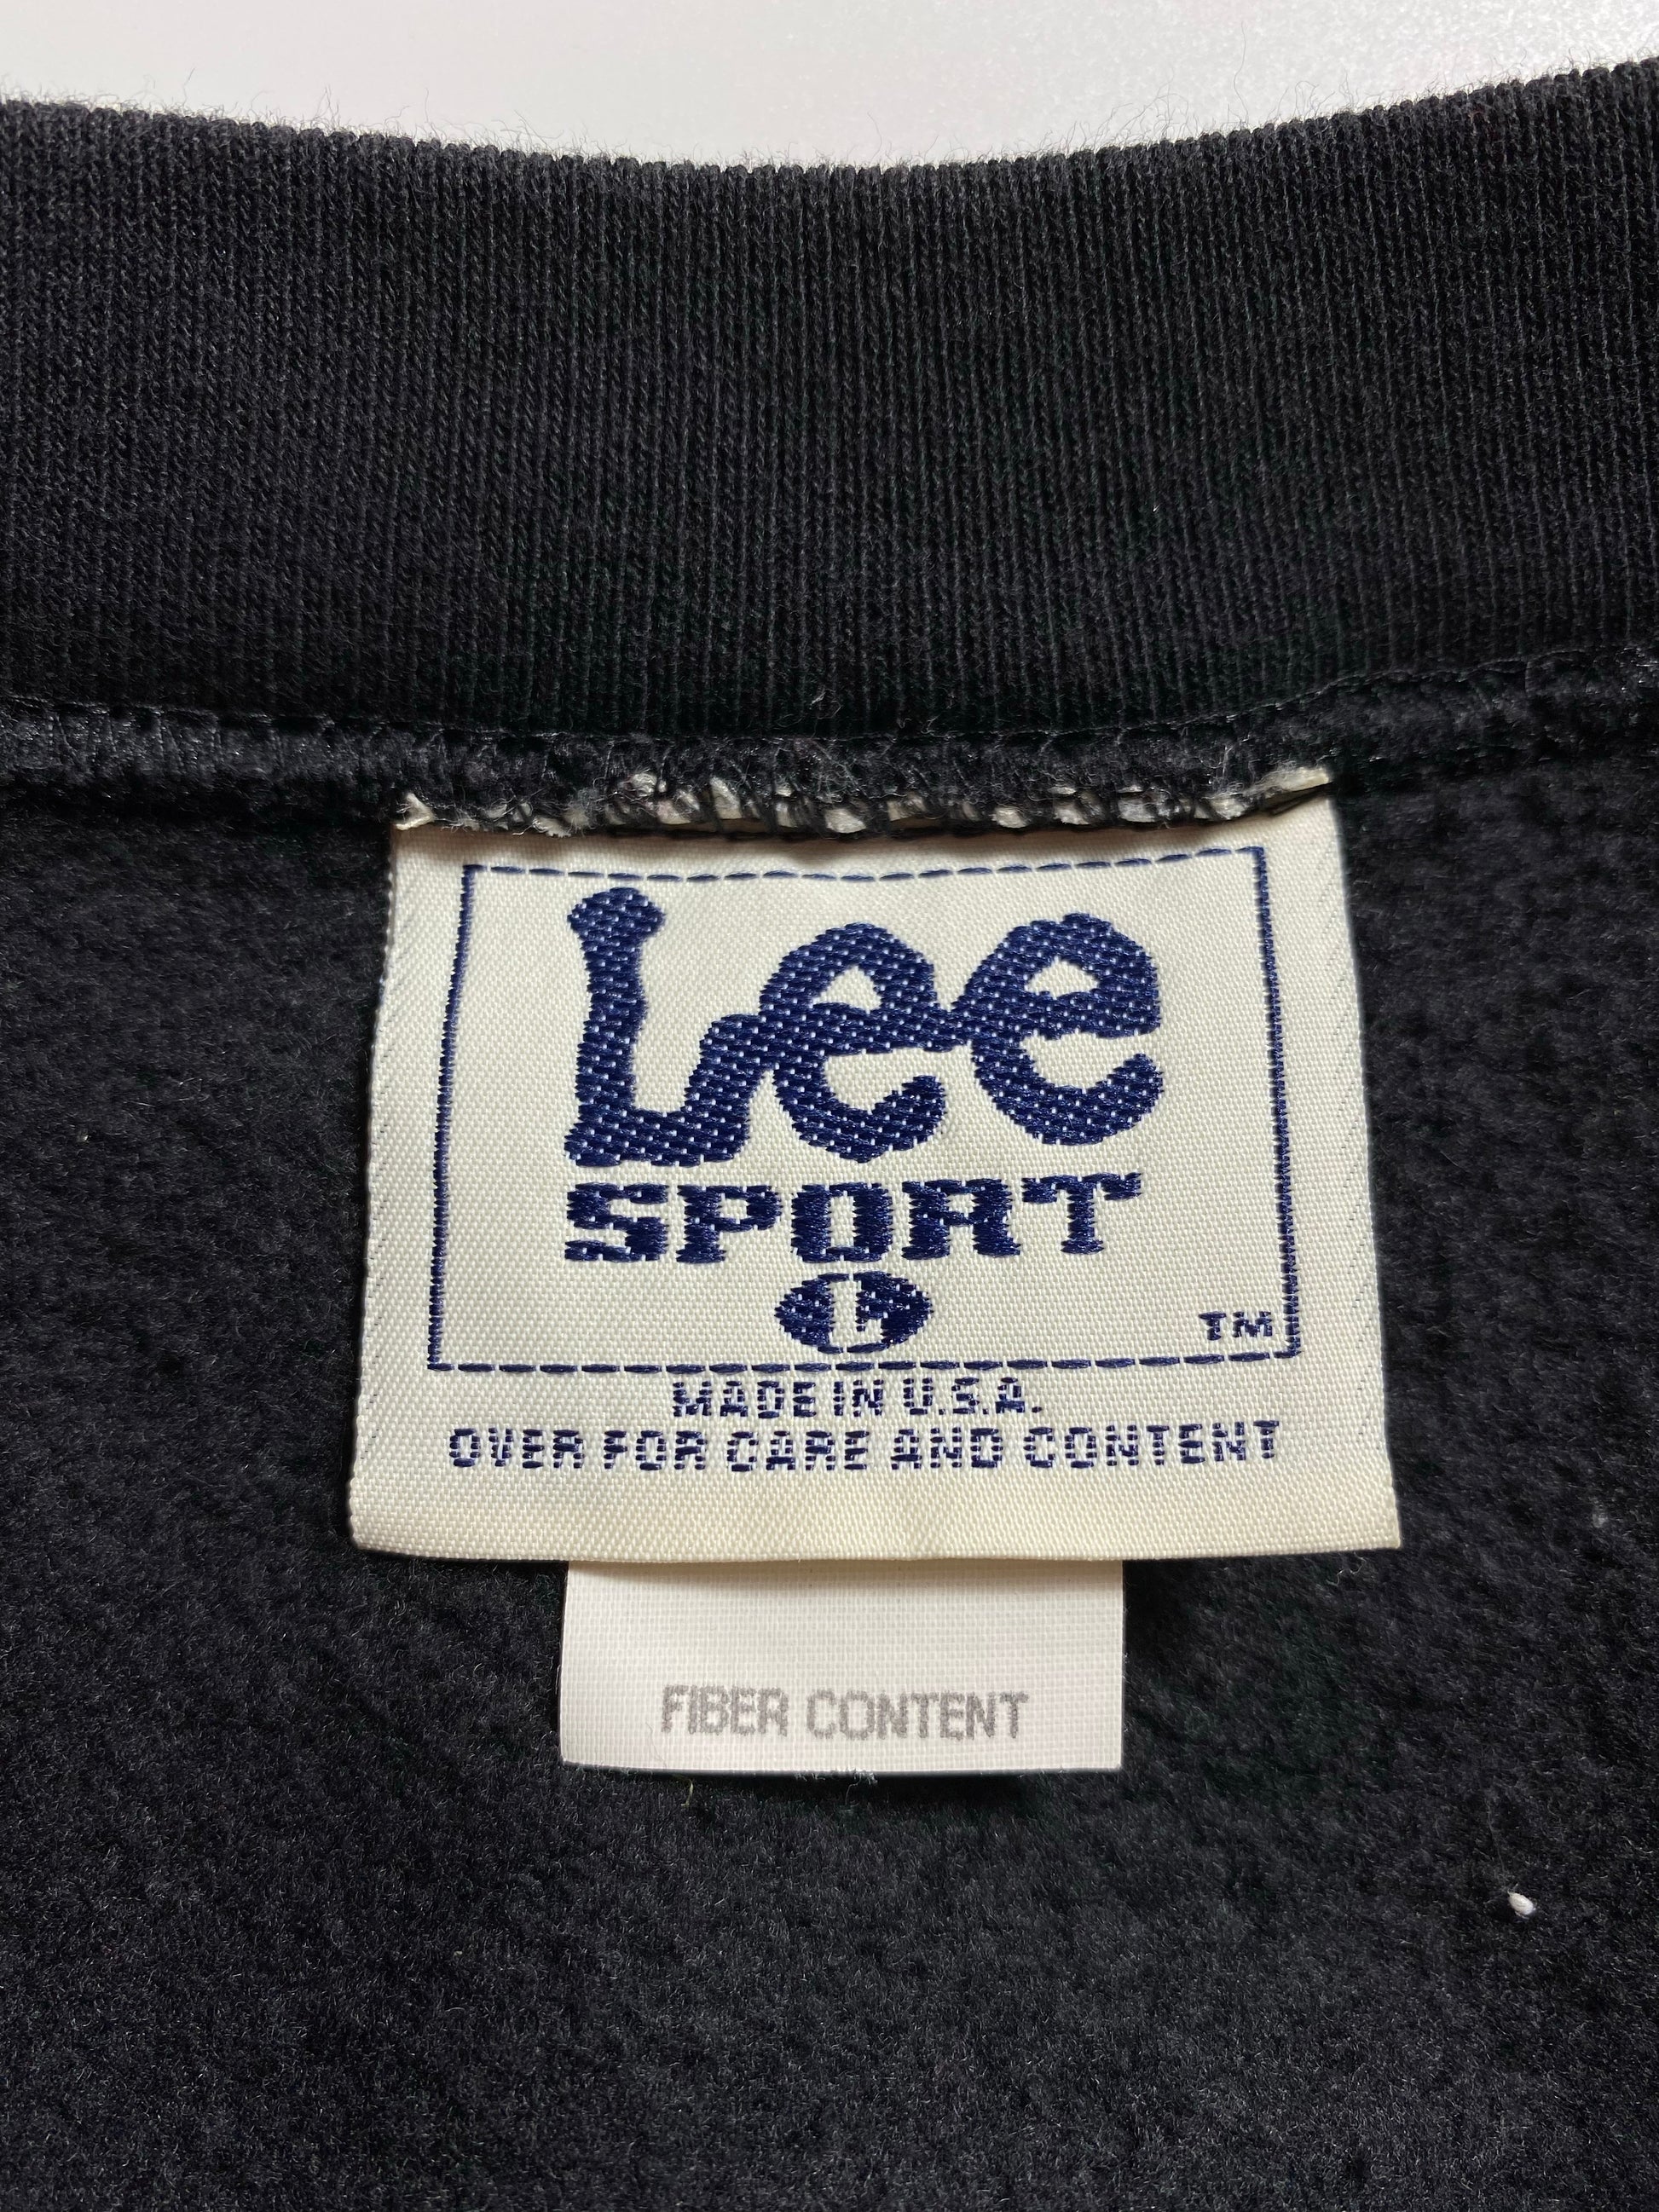 Lee
SPORT
L
TM
MADE IN U.S.A.
OVER FOR CARE AND CONTENT
FIBER CONTENT